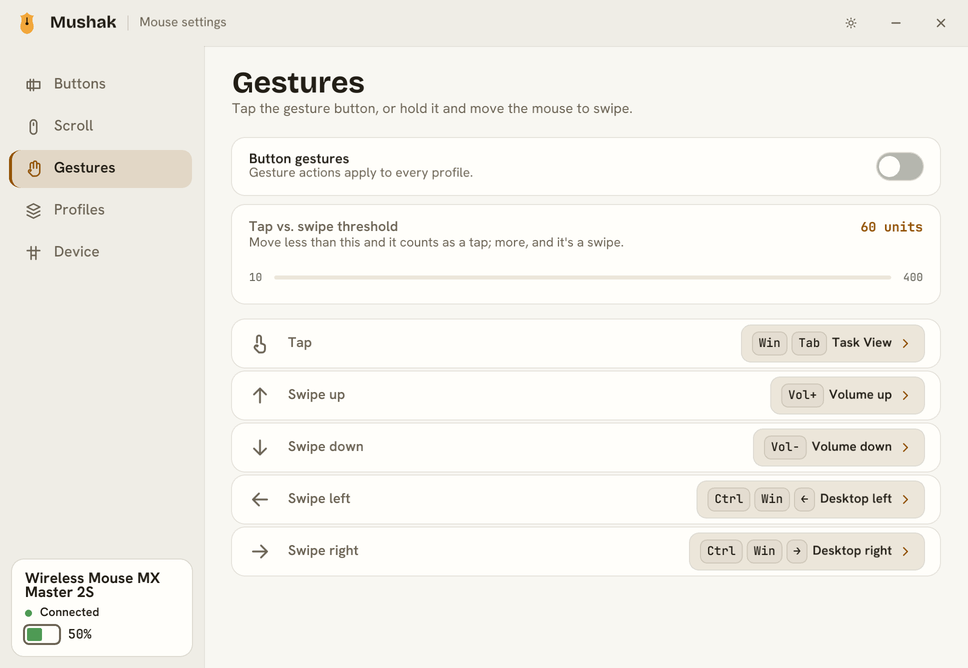 Mushak
Mouse settings
Buttons
Scroll
Gestures
Profiles
Device
Wireless Mouse MX
Master 2S
Connected
50%
Gestures
Tap the gesture button, or hold it and move the mouse to swipe.
Button gestures
Gesture actions apply to every profile.
Tap vs. swipe threshold
60 units
Move less than this and it counts as a tap; more, and it's a swipe.
10
400
Tap
Win Tab Task View
Swipe up
Vol+ Volume up
Swipe down
Vol- Volume down
Swipe left
Ctrl Win ← Desktop left
Swipe right
Ctrl Win → Desktop right